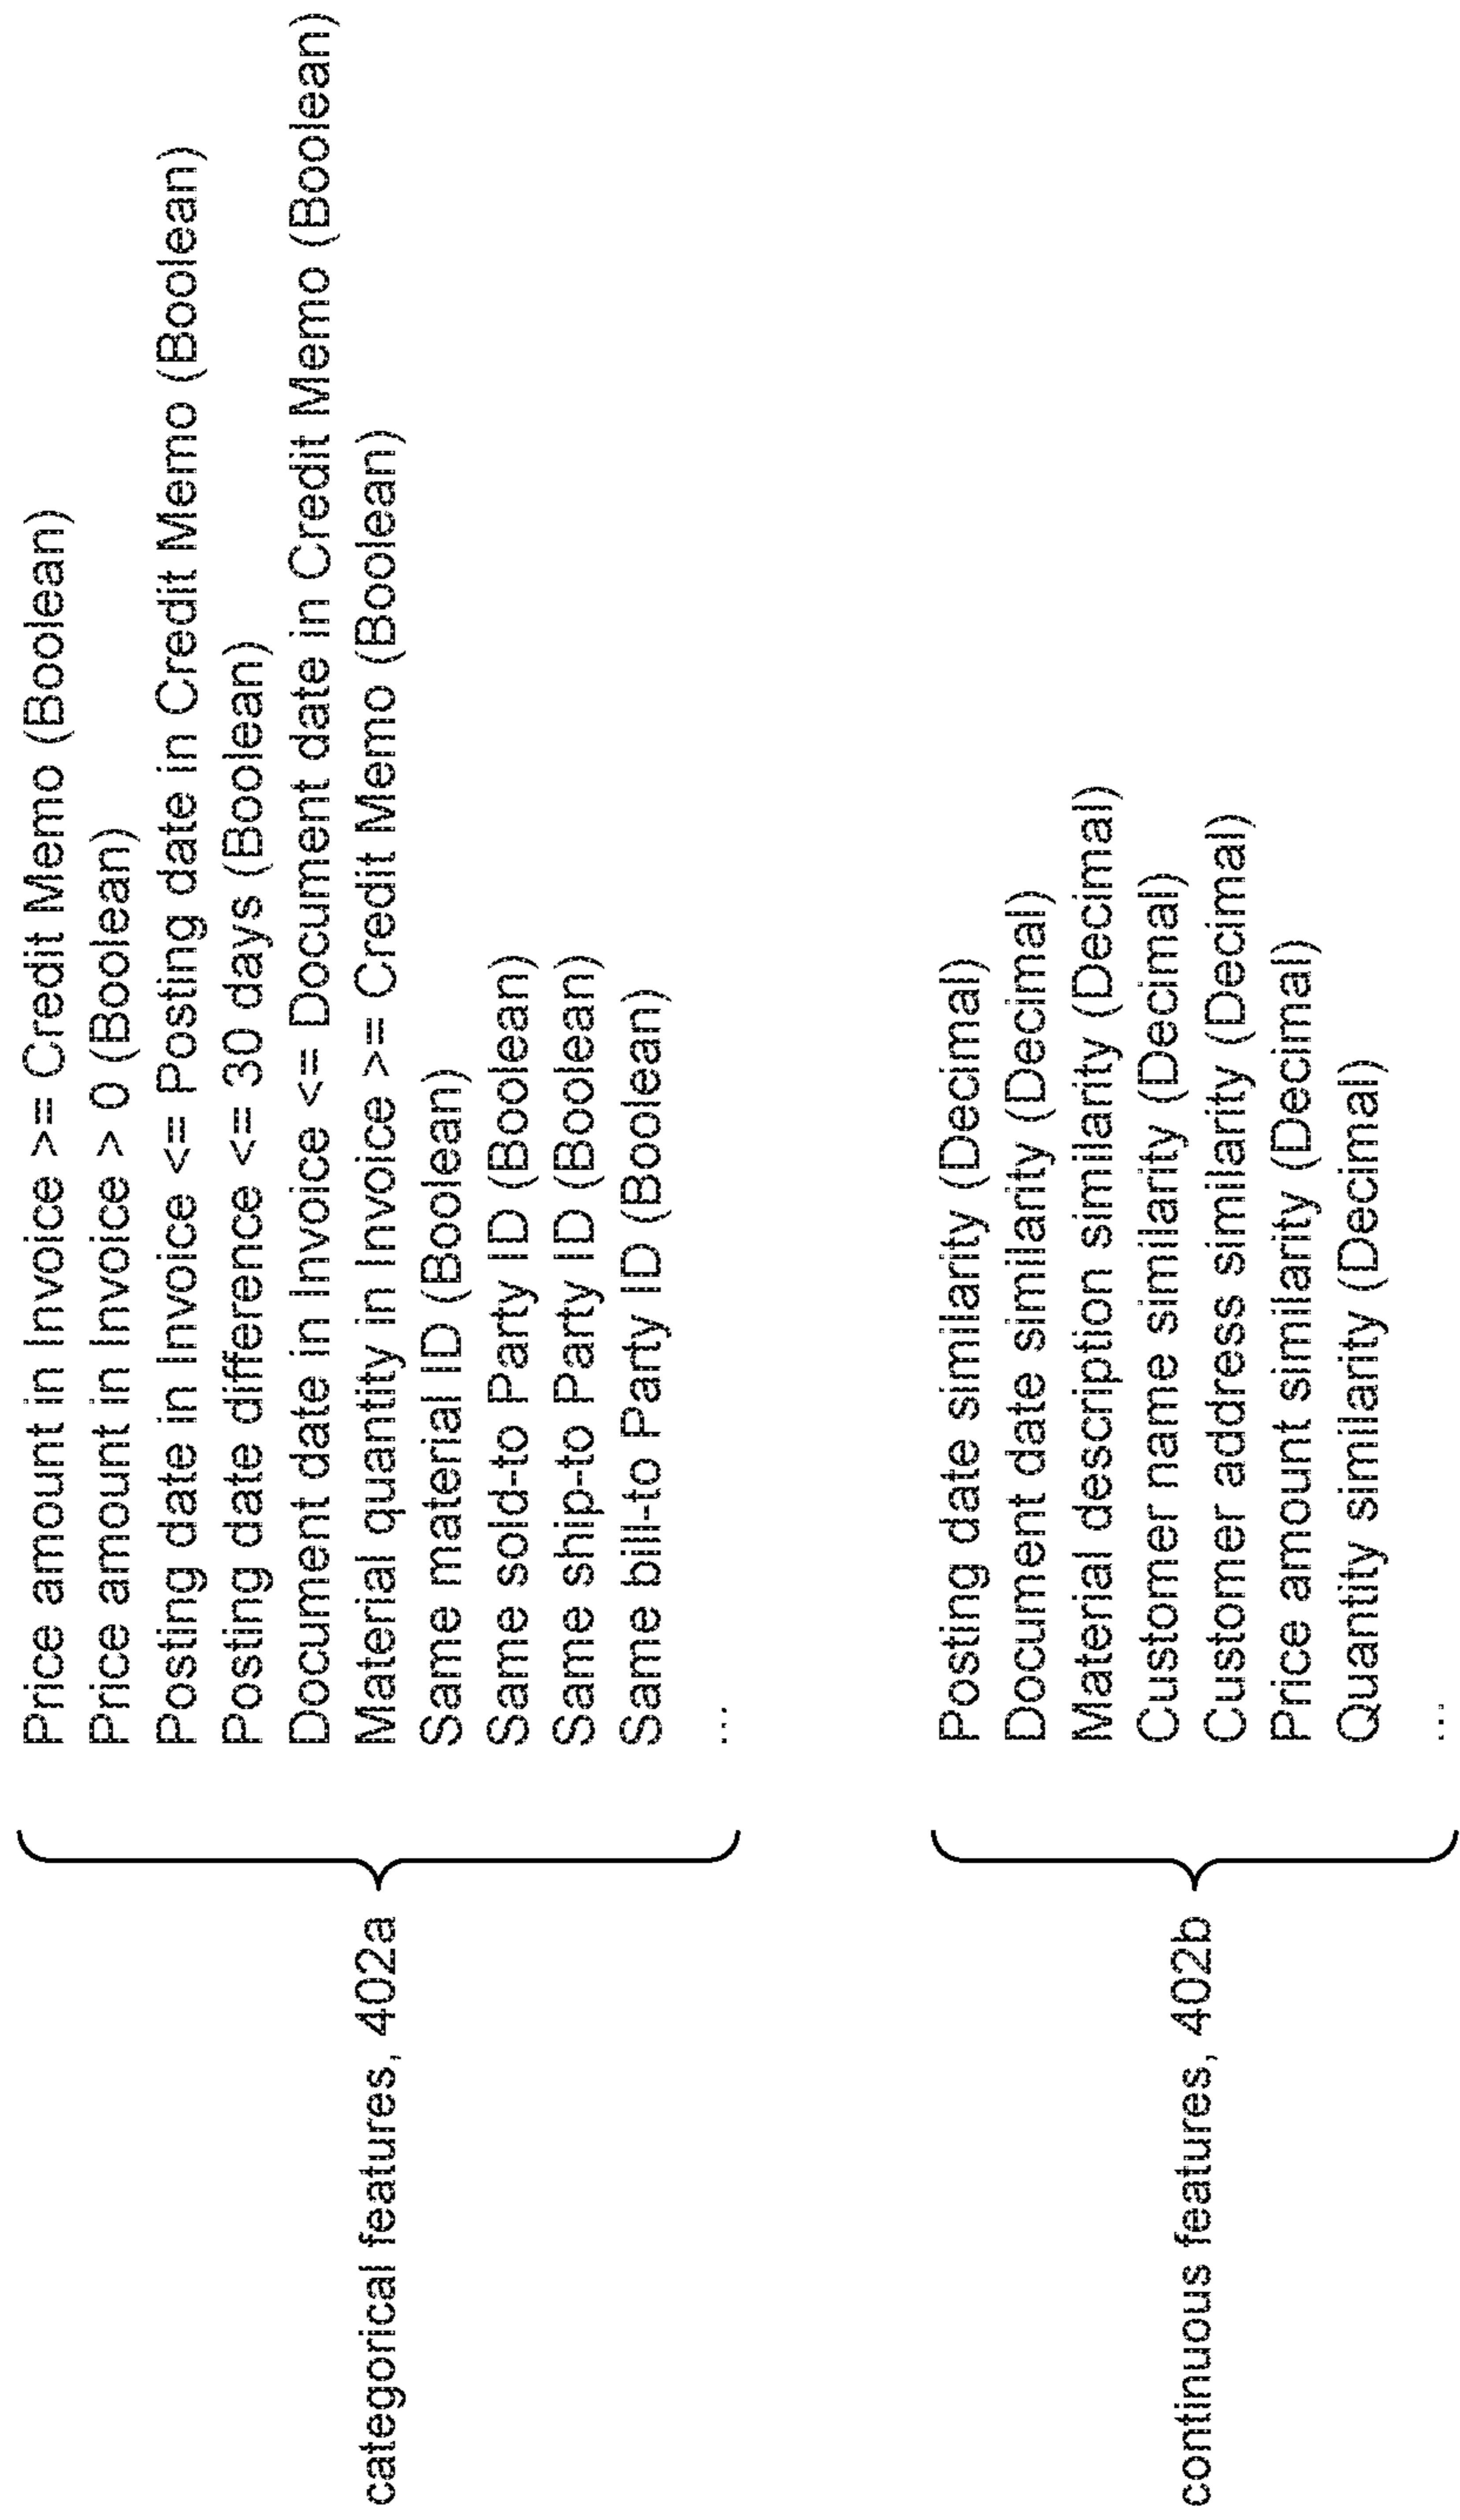 categorical features, 402a
Price amount in Invoice >= Credit Memo (Boolean)
Price amount in Invoice > 0 (Boolean)
Posting date in Invoice <= Posting date in Credit Memo (Boolean)
Posting date difference <= 30 days (Boolean)
Document date in Invoice <= Document date in Credit Memo (Boolean)
Material quantity in Invoice >= Credit Memo (Boolean)
Same material ID (Boolean)
Same sold-to Party ID (Boolean)
Same ship-to Party ID (Boolean)
Same bill-to Party ID (Boolean)
...
continuous features, 402b
Posting date similarity (Decimal)
Document date similarity (Decimal)
Material description similarity (Decimal)
Customer name similarity (Decimal)
Customer address similarity (Decimal)
Price amount similarity (Decimal)
Quantity similarity (Decimal)
...